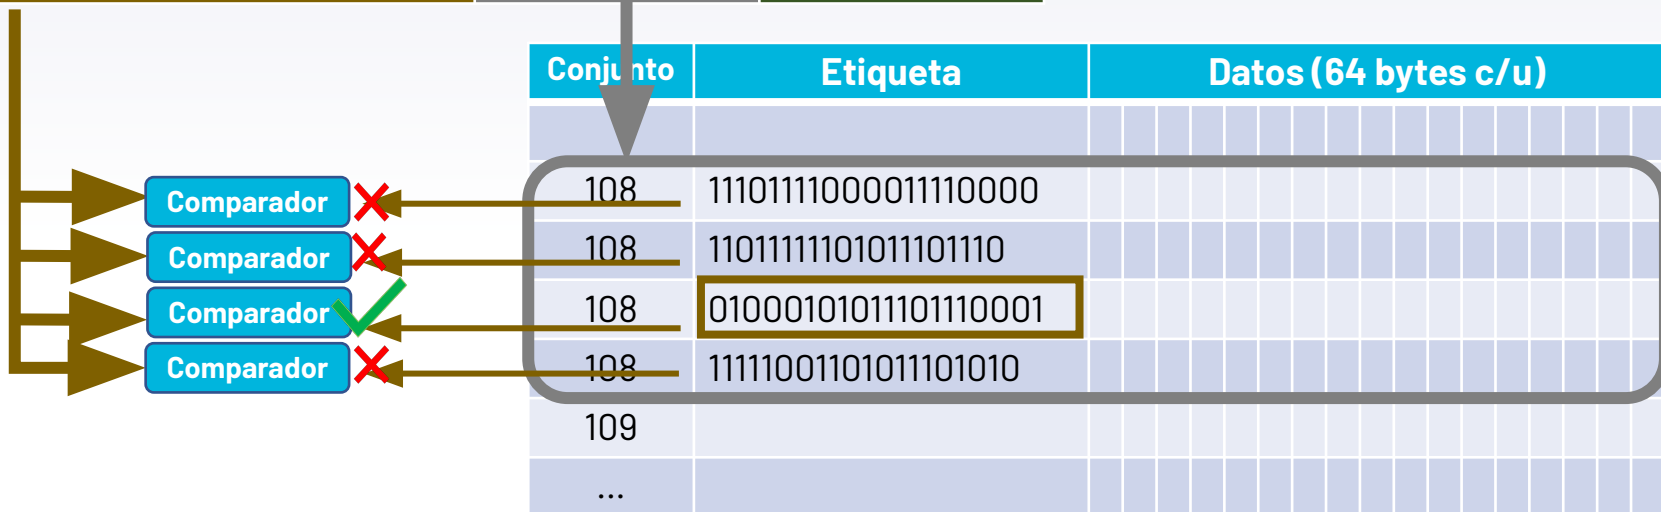 Conjunto Etiqueta Datos (64 bytes c/u)
Comparador 108 11101111000011110000
Comparador 108 11011111101011101110
Comparador 108 01000101011101110001
Comparador 108 11111001101011101010
109
...